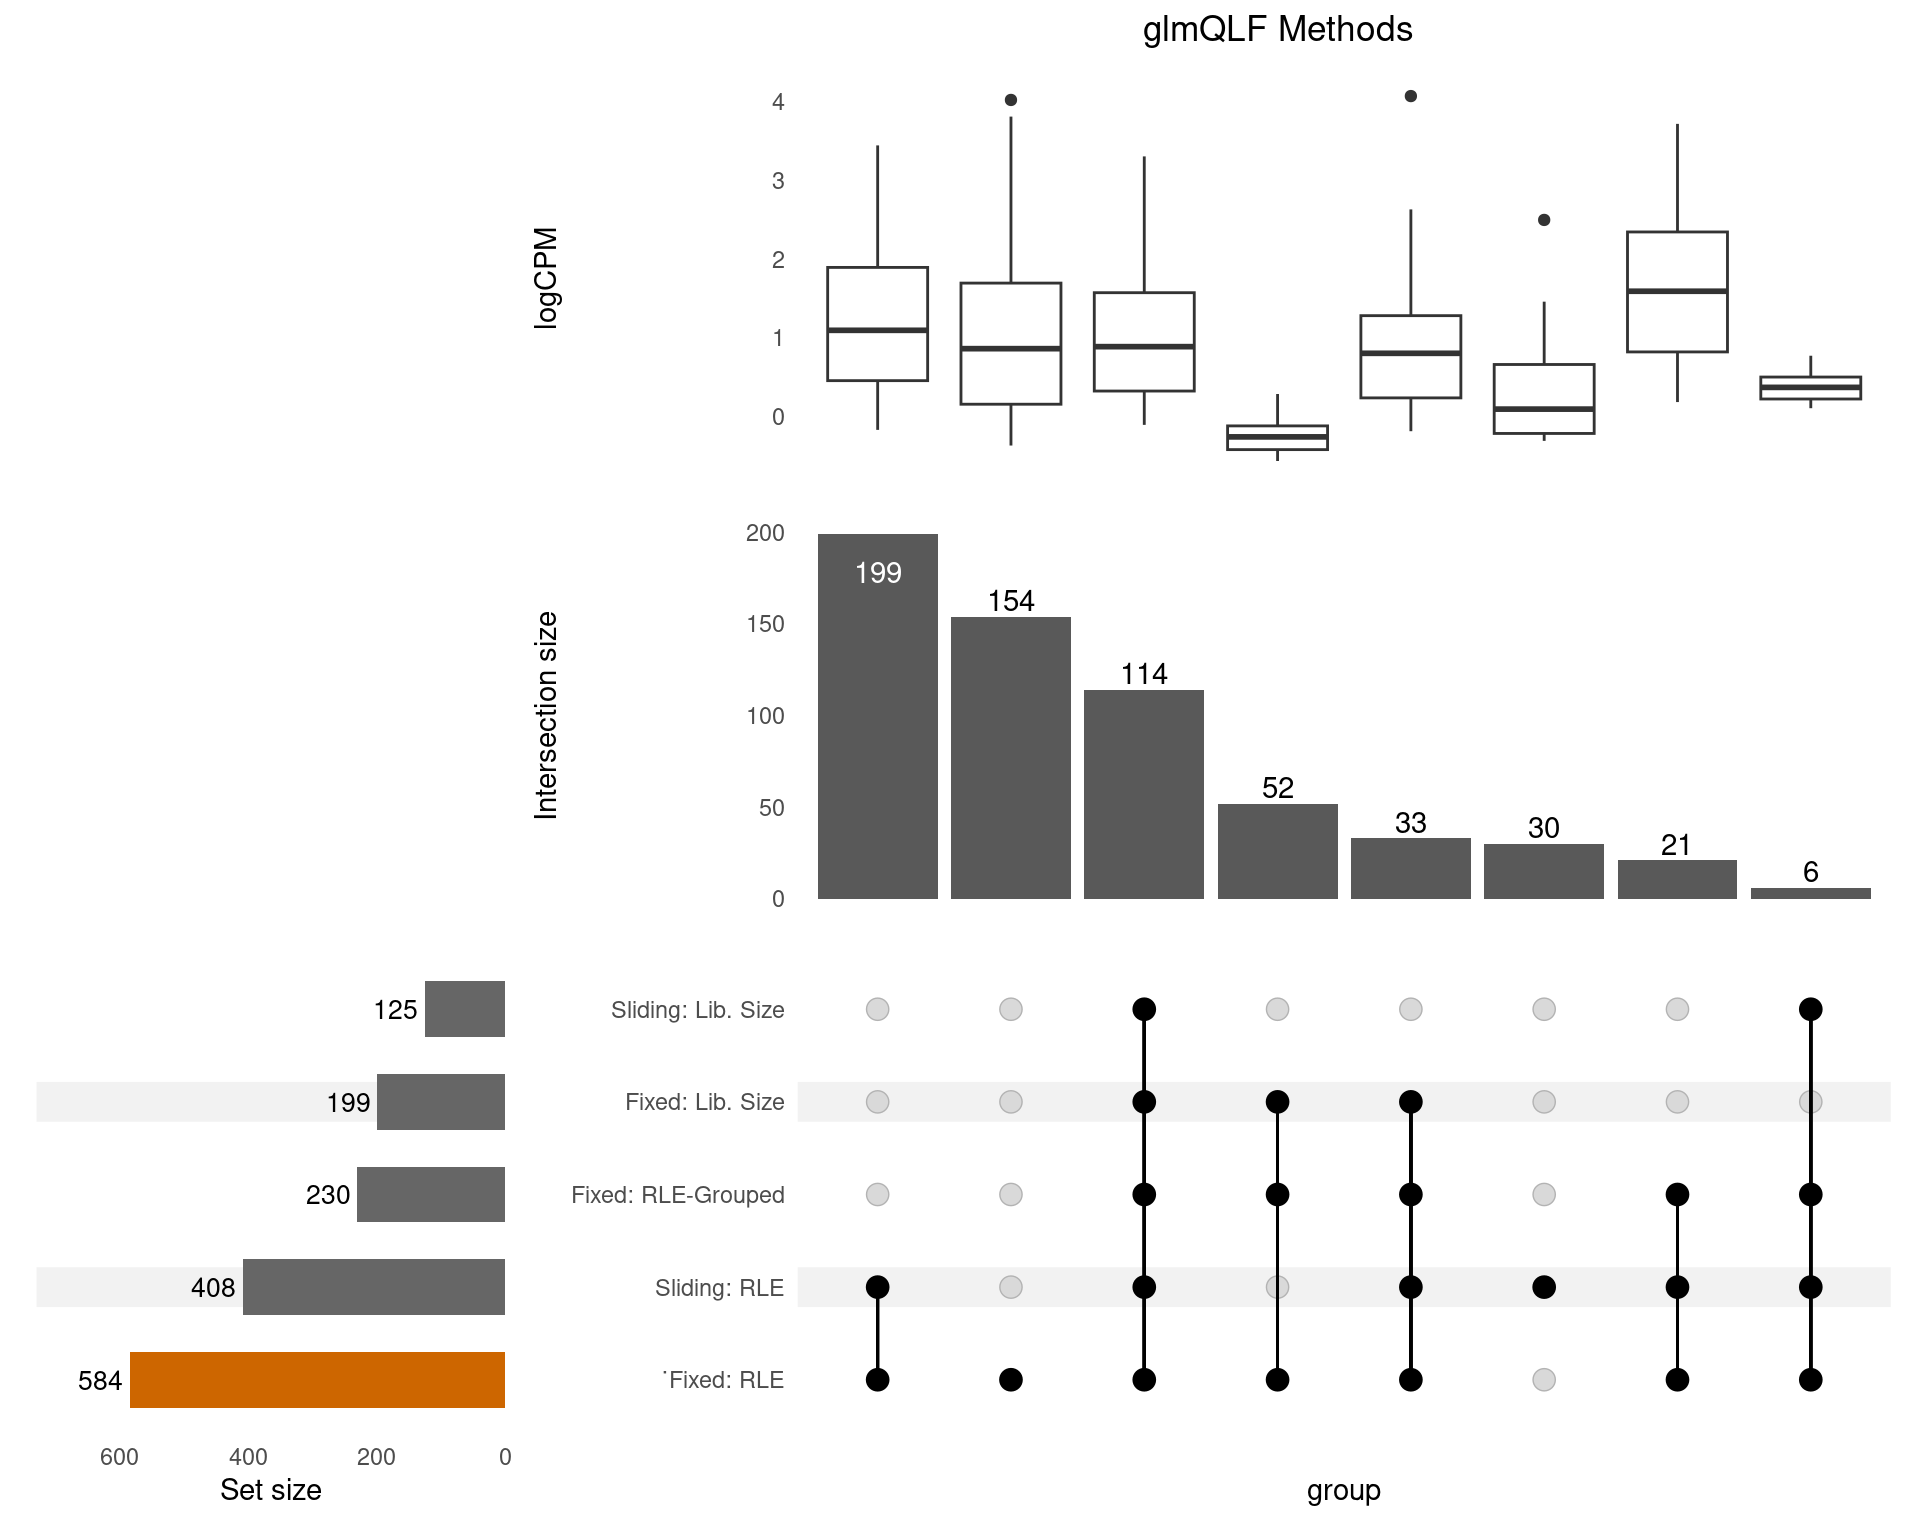 glmQLF Methods
logCPM
4
3
2
1
0
Intersection size
200
150
100
50
0
199
154
114
52
33
30
21
6
125
199
230
408
584
Sliding: Lib. Size
Fixed: Lib. Size
Fixed: RLE-Grouped
Sliding: RLE
˙Fixed: RLE
600 400 200 0
Set size
group